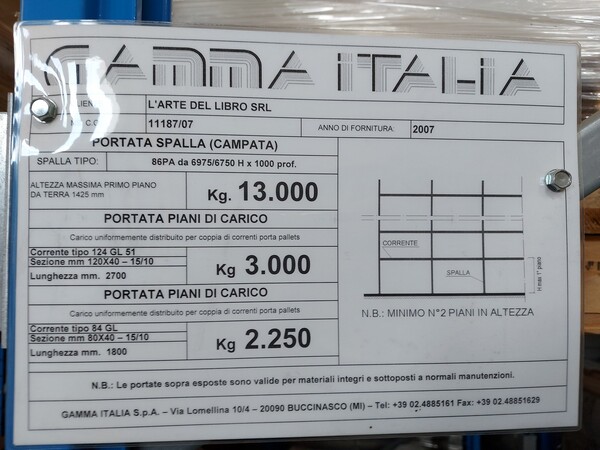 GAMMA ITALIA
L'ARTE DEL LIBRO SRL
11187/07
ANNO DI FORNITURA:
2007
PORTATA SPALLA (CAMPATA)
SPALLA TIPO:
86PA da 6975/6750 H x 1000 prof.
ALTEZZA MASSIMA PRIMO PIANO
DA TERRA 1425 mm
Kg. 13.000
PORTATA PIANI DI CARICO
Carico uniformemente distribuito per coppia di correnti porta pallets
Corrente tipo 124 GL 51
Sezione mm 120X40 – 15/10
Lunghezza mm. 2700
Kg 3.000
PORTATA PIANI DI CARICO
Carico uniformemente distribuito per coppia di correnti porta pallets
Corrente tipo 84 GL
Sezione mm 80X40 – 15/10
Lunghezza mm. 1800
Kg 2.250
CORRENTE
SPALLA
H max 1° piano
N.B.: MINIMO N°2 PIANI IN ALTEZZA
N.B.: Le portate sopra esposte sono valide per materiali integri e sottoposti a normali manutenzioni.
GAMMA ITALIA S.p.A. – Via Lomellina 10/4 – 20090 BUCCINASCO (MI) – Tel: +39 02.4885161 Fax: +39 02.48851629